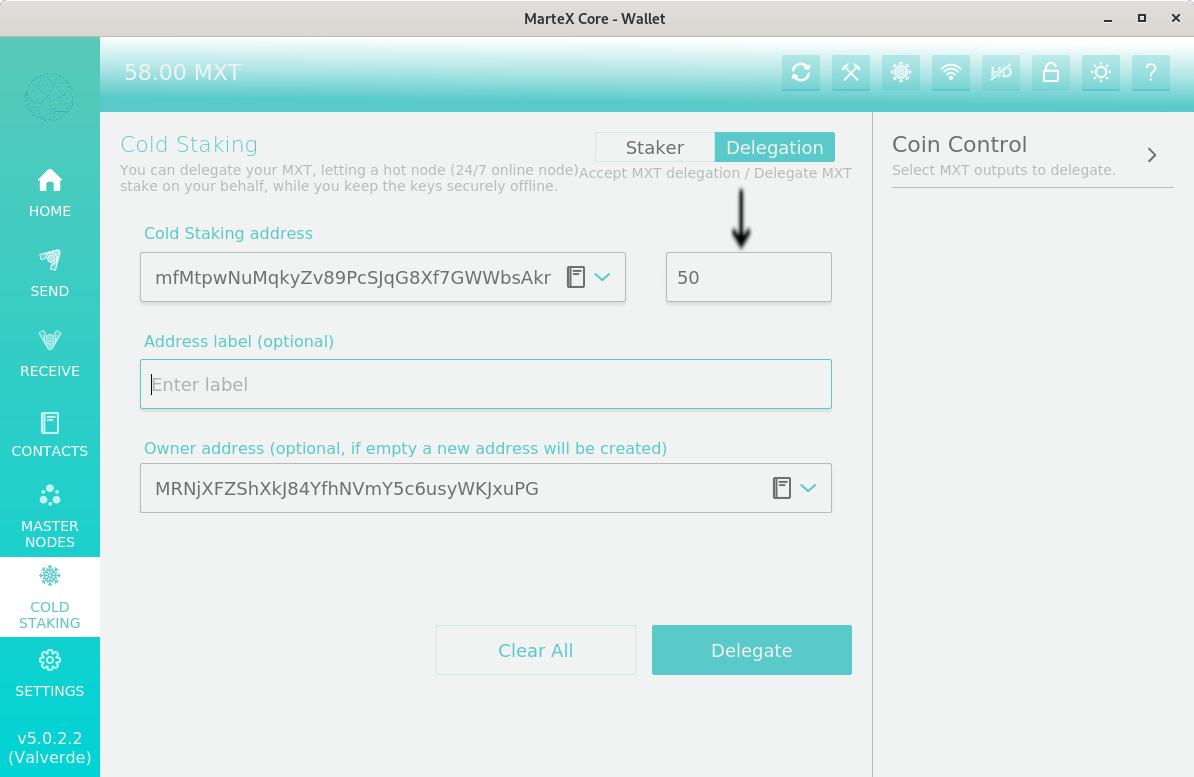 MarteX Core - Wallet
58.00 MXT
HD
?
HOME
SEND
RECEIVE
CONTACTS
MASTER
NODES
COLD
STAKING
SETTINGS
v5.0.2.2
(Valverde)
Cold Staking
You can delegate your MXT, letting a hot node (24/7 online node)
stake on your behalf, while you keep the keys securely offline.
Staker
Delegation
Accept MXT delegation / Delegate MXT
Cold Staking address
mfMtpwNuMqkyZv89PcSJqG8Xf7GWWbsAkr
50
Address label (optional)
Enter label
Owner address (optional, if empty a new address will be created)
MRNjXFZShXkJ84YfhNVmY5c6usyWKJxuPG
Clear All
Delegate
Coin Control
Select MXT outputs to delegate.